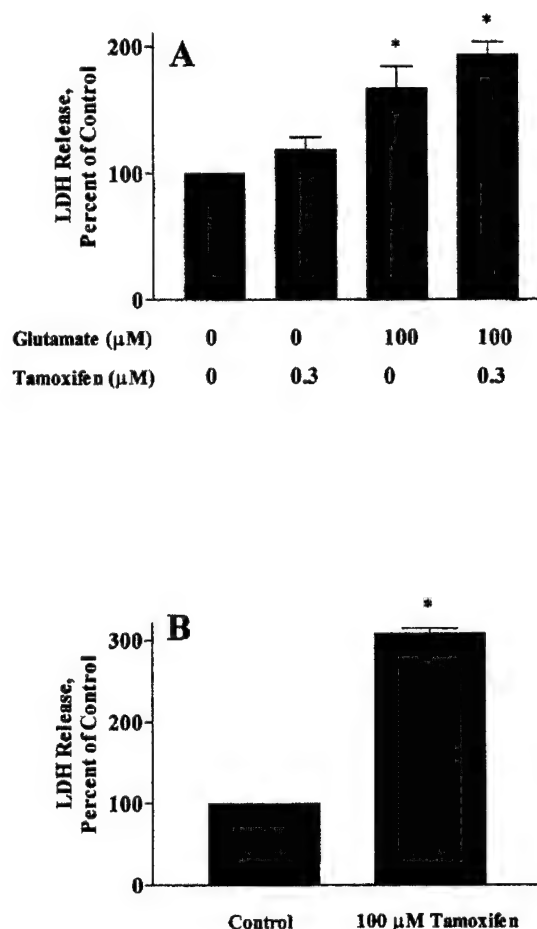 A
*
*
LDH Release,
Percent of Control
200
100
0
Glutamate (μM) 0 0 100 100
Tamoxifen (μM) 0 0.3 0 0.3
B
*
LDH Release,
Percent of Control
300
200
100
0
Control 100 μM Tamoxifen